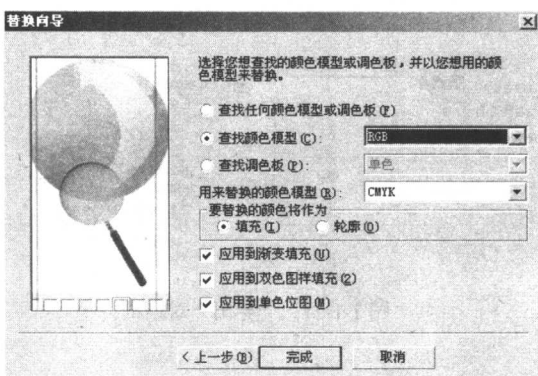 替换向导
选择您想查找的颜色模型或调色板，并以您想用的颜
色模型来替换。
查找任何颜色模型或调色板(F)
查找颜色模型(C): RGB
查找调色板(P): 单色
用来替换的颜色模型(R): CMYK
要替换的颜色将作为
填充(I) 轮廓(O)
应用到渐变填充(U)
应用到双色图样填充(2)
应用到单色位图(M)
<上一步(B) 完成 取消